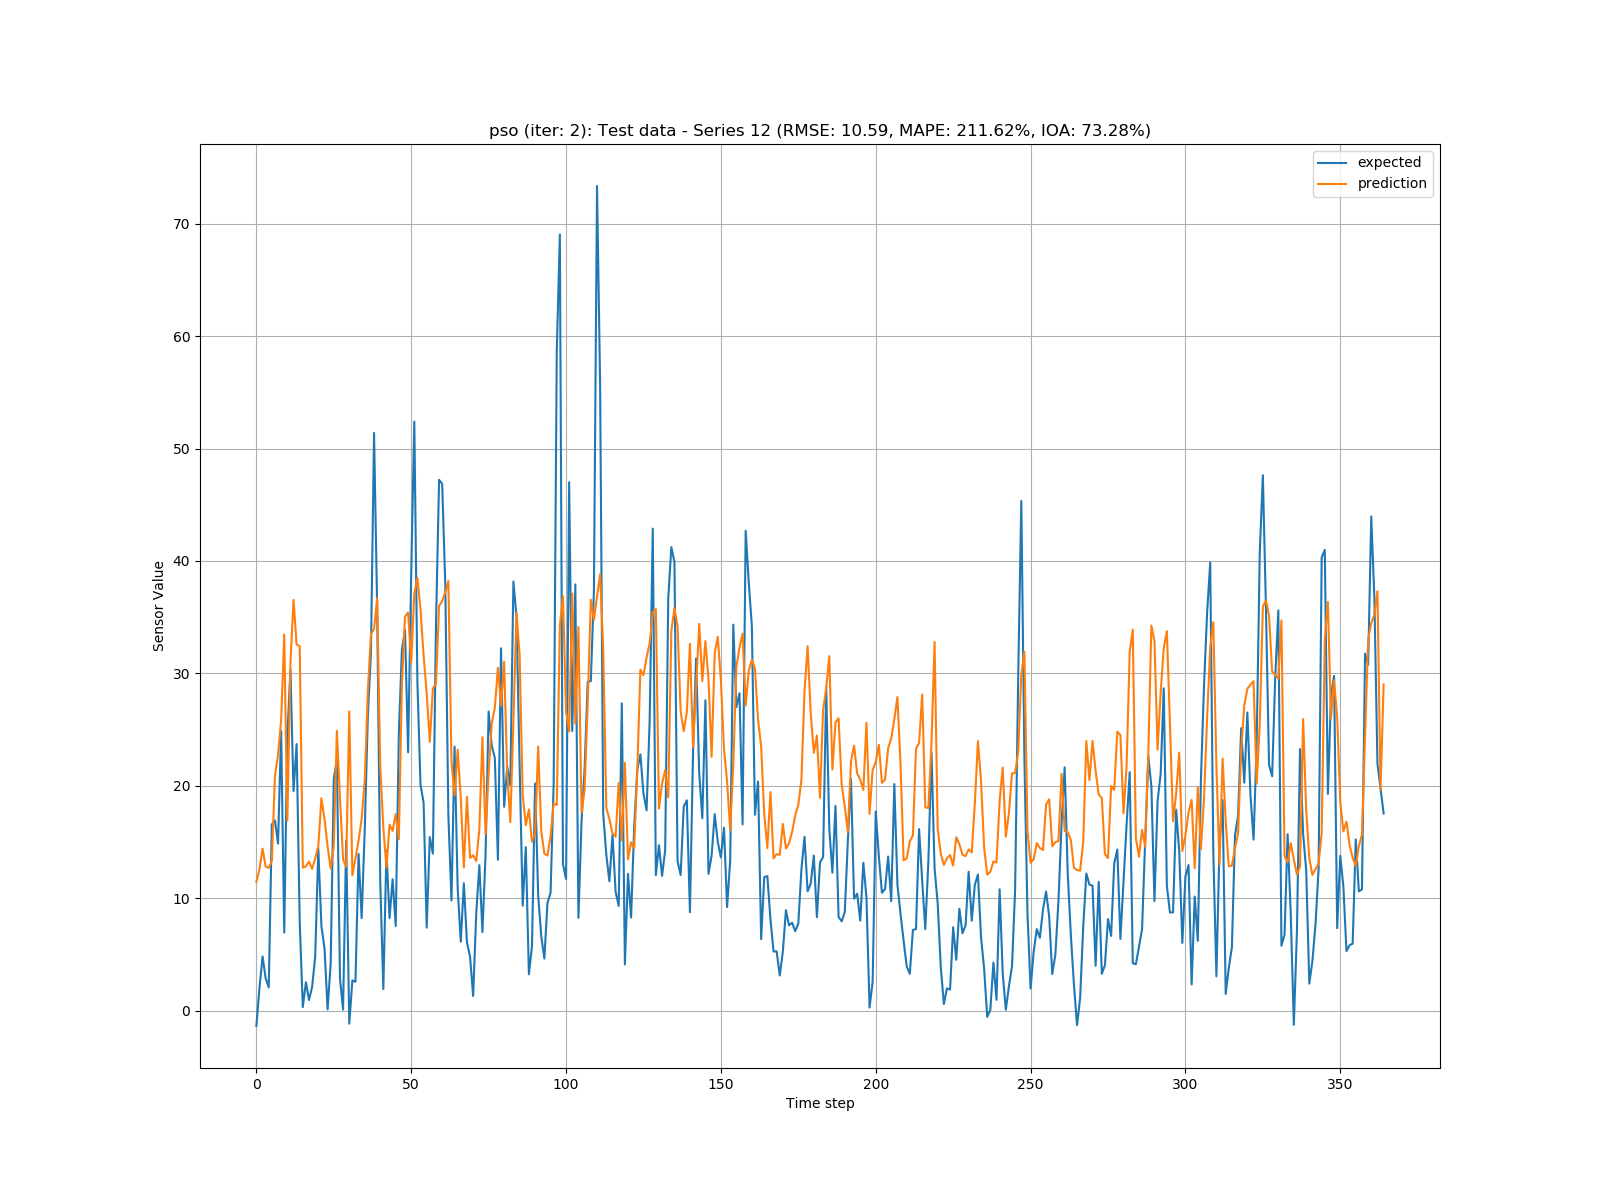 pso (iter: 2): Test data - Series 12 (RMSE: 10.59, MAPE: 211.62%, IOA: 73.28%)
expected
prediction
70
60
50
40
30
20
10
0
Sensor Value
0 50 100 150 200 250 300 350
Time step